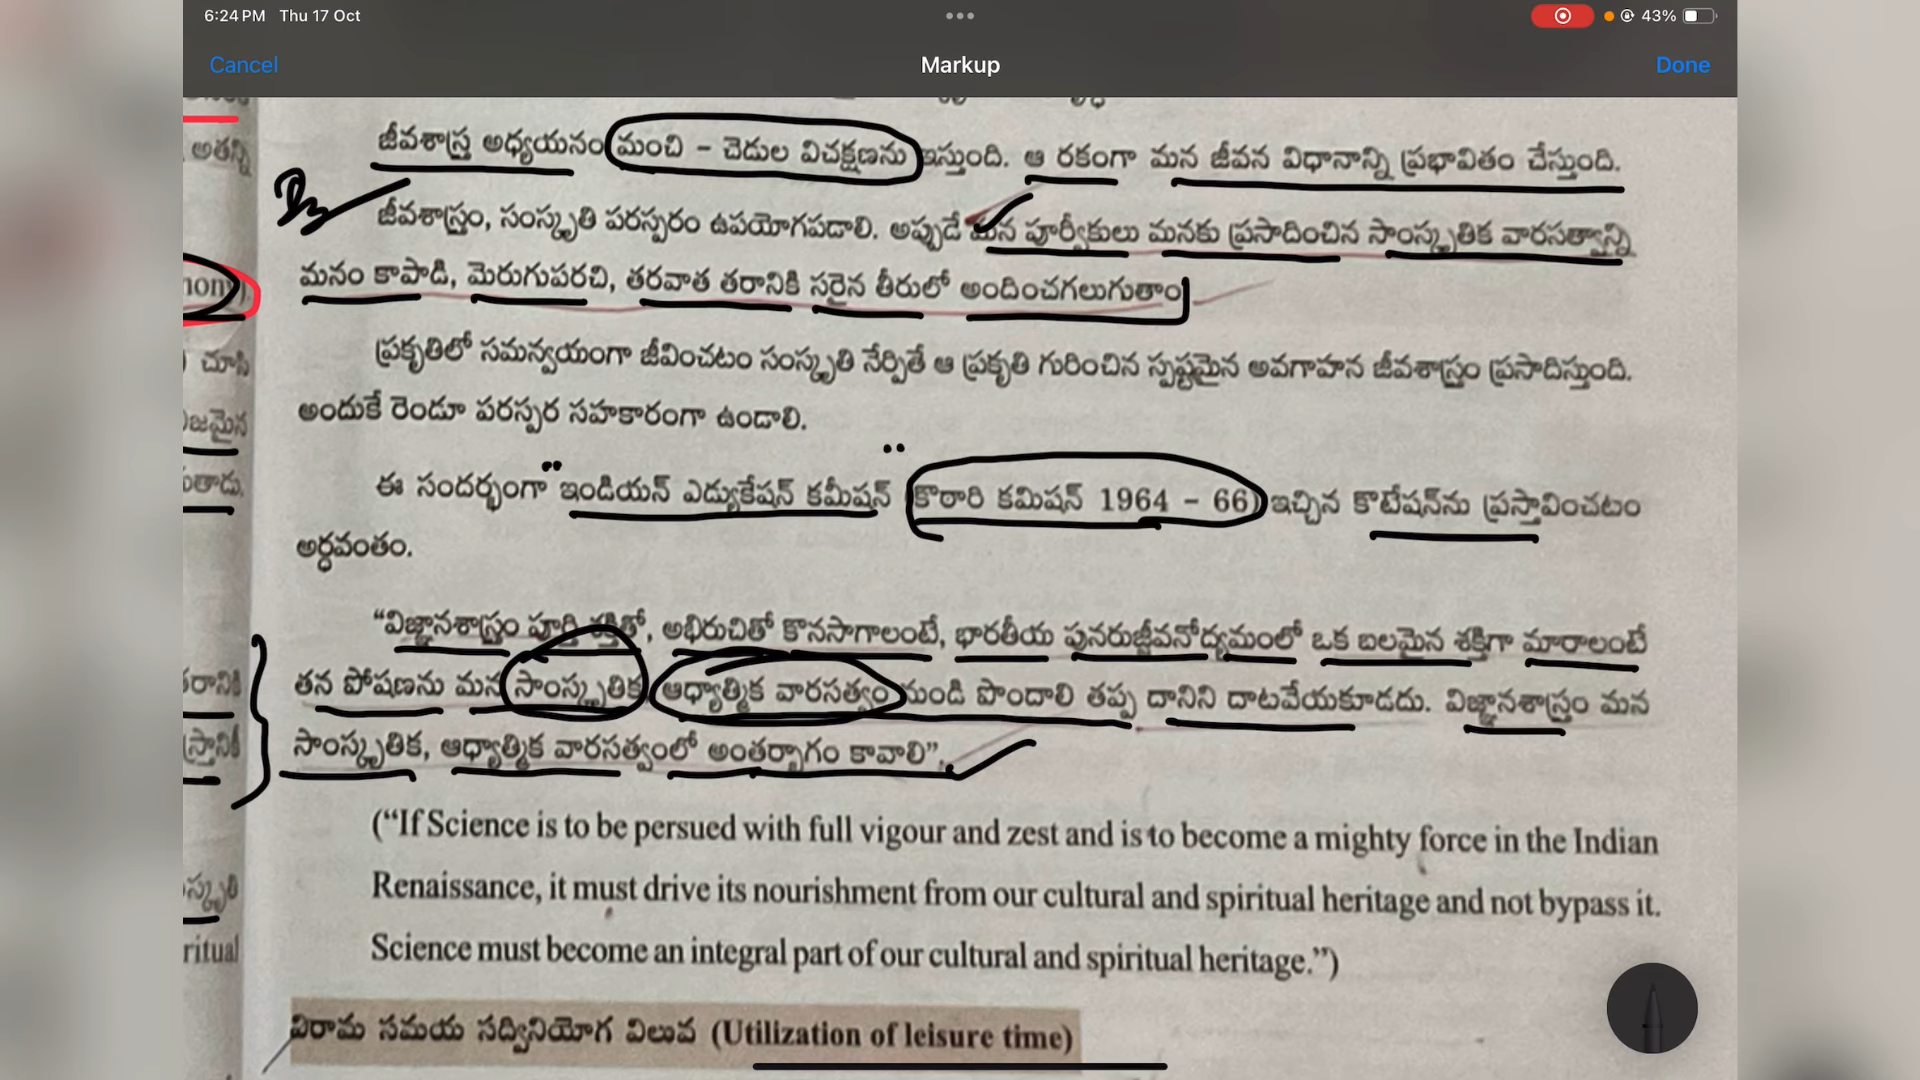 6:24 PM Thu 17 Oct
43%
Cancel
Markup
Done
అతన్ని
జీవశాస్త్ర అధ్యయనం మంచి - చెడుల విచక్షణను ఇస్తుంది. ఆ రకంగా మన జీవన విధానాన్ని ప్రభావితం చేస్తుంది.
జీవశాస్త్రం, సంస్కృతి పరస్పరం ఉపయోగపడాలి. అప్పుడే మన పూర్వీకులు మనకు ప్రసాదించిన సాంస్కృతిక వారసత్వాన్ని
మనం కాపాడి, మెరుగుపరచి, తరవాత తరానికి సరైన తీరులో అందించగలుగుతాం
చూసి
ప్రకృతిలో సమన్వయంగా జీవించటం సంస్కృతి నేర్పితే ఆ ప్రకృతి గురించిన స్పష్టమైన అవగాహన జీవశాస్త్రం ప్రసాదిస్తుంది.
అందుకే రెండూ పరస్పర సహకారంగా ఉండాలి.
ఈ సందర్భంగా ఇండియన్ ఎడ్యుకేషన్ కమీషన్ (కొఠారి కమిషన్ 1964 - 66) ఇచ్చిన కొటేషన్‌ను ప్రస్తావించటం
అర్ధవంతం.
“విజ్ఞానశాస్త్రం పూర్తి శక్తితో, అభిరుచితో కొనసాగాలంటే, భారతీయ పునరుజ్జీవనోద్యమంలో ఒక బలమైన శక్తిగా మారాలంటే
తన పోషణను మన సాంస్కృతిక ఆధ్యాత్మిక వారసత్వం నుండి పొందాలి తప్ప దానిని దాటవేయకూడదు. విజ్ఞానశాస్త్రం మన
సాంస్కృతిక, ఆధ్యాత్మిక వారసత్వంలో అంతర్భాగం కావాలి”.
(“If Science is to be persued with full vigour and zest and is to become a mighty force in the Indian
Renaissance, it must drive its nourishment from our cultural and spiritual heritage and not bypass it.
Science must become an integral part of our cultural and spiritual heritage.”)
విరామ సమయ సద్వినియోగ విలువ (Utilization of leisure time)